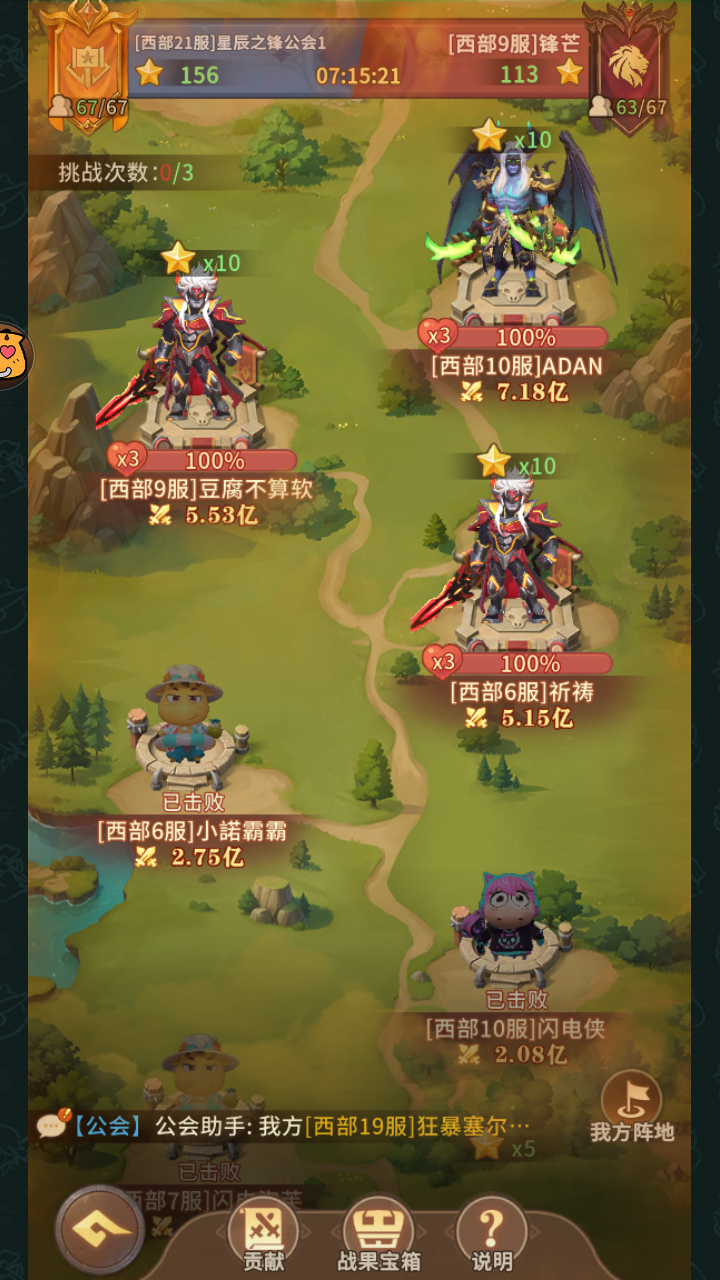 [西部21服]星辰之锋公会1
[西部9服]锋芒
156
07:15:21
113
67/67
63/67
挑战次数:0/3
x10
x3
100%
[西部10服]ADAN
7.18亿
x10
x3
100%
[西部9服]豆腐不算软
5.53亿
x10
x3
100%
[西部6服]祈祷
5.15亿
已击败
[西部6服]小諾霸霸
2.75亿
已击败
[西部10服]闪电侠
2.08亿
【公会】 公会助手: 我方[西部19服]狂暴塞尔…
我方阵地
x5
已击败
贡献
战果宝箱
说明